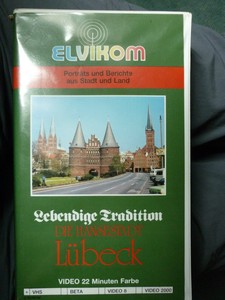 ELVIKOM
Porträts und Berichte
aus Stadt und Land
Lebendige Tradition
DIE HANSESTADT
Lübeck
VIDEO 22 Minuten Farbe
x VHS BETA VIDEO 8 VIDEO 2000